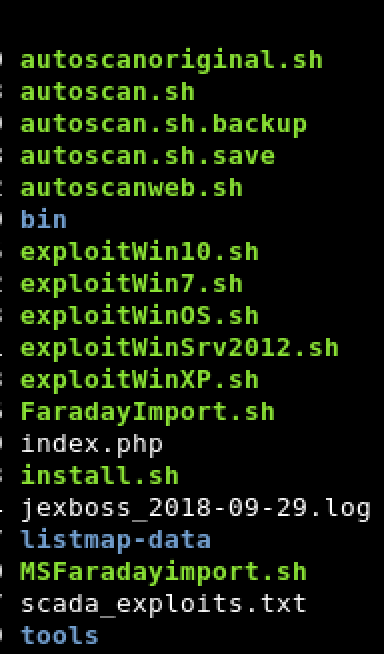 autoscanoriginal.sh
autoscan.sh
autoscan.sh.backup
autoscan.sh.save
autoscanweb.sh
bin
exploitWin10.sh
exploitWin7.sh
exploitWinOS.sh
exploitWinSrv2012.sh
exploitWinXP.sh
FaradayImport.sh
index.php
install.sh
jexboss_2018-09-29.log
listmap-data
MSFaradayimport.sh
scada_exploits.txt
tools